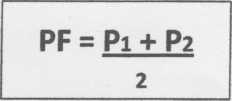 PF = P1 + P2
2